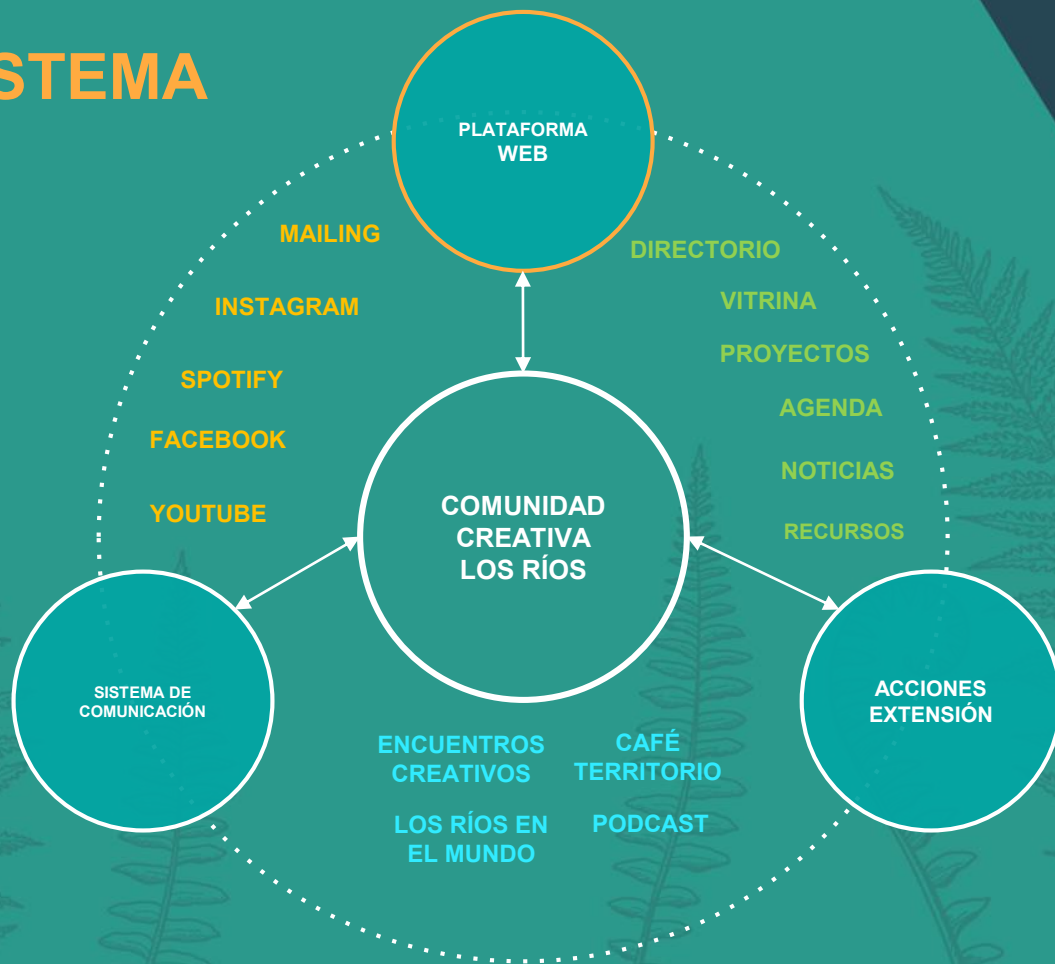 STEMA
PLATAFORMA
WEB
MAILING
INSTAGRAM
SPOTIFY
FACEBOOK
YOUTUBE
DIRECTORIO
VITRINA
PROYECTOS
AGENDA
NOTICIAS
RECURSOS
COMUNIDAD
CREATIVA
LOS RÍOS
SISTEMA DE
COMUNICACIÓN
ACCIONES
EXTENSIÓN
ENCUENTROS
CREATIVOS
CAFÉ
TERRITORIO
LOS RÍOS EN
EL MUNDO
PODCAST